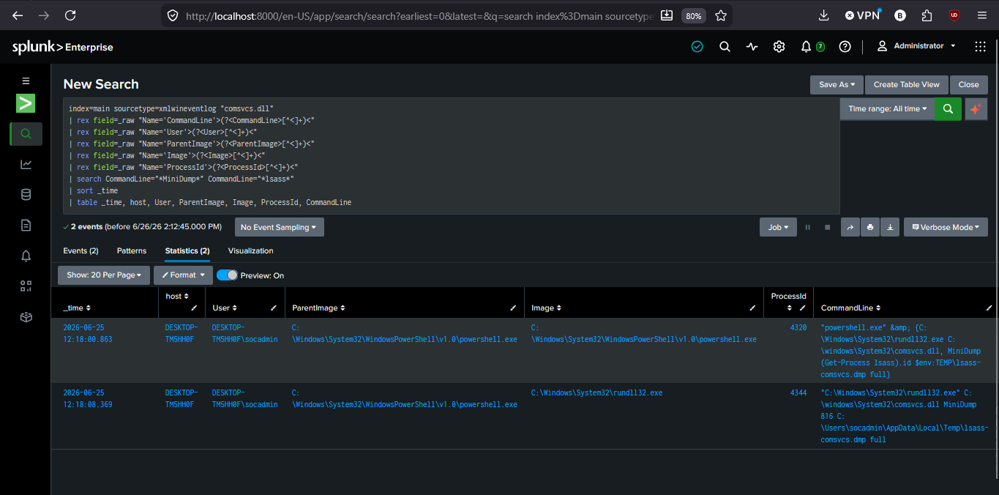 http://localhost:8000/en-US/app/search/search?earliest=0&latest=&q=search index%3Dmain sourcetype
80%
VPN
B
splunk>Enterprise
7
Administrator
New Search
Save As
Create Table View
Close
index=main sourcetype=xmlwineventlog "comsvcs.dll"
| rex field=_raw "Name='CommandLine'>(?<CommandLine>[^<]+)<"
| rex field=_raw "Name='User'>(?<User>[^<]+)<"
| rex field=_raw "Name='ParentImage'>(?<ParentImage>[^<]+)<"
| rex field=_raw "Name='Image'>(?<Image>[^<]+)<"
| rex field=_raw "Name='ProcessId'>(?<ProcessId>[^<]+)<"
| search CommandLine="*MiniDump*" CommandLine="*lsass*"
| sort _time
| table _time, host, User, ParentImage, Image, ProcessId, CommandLine
Time range: All time
2 events (before 6/26/26 2:12:45.000 PM)
No Event Sampling
Job
Verbose Mode
Events (2)
Patterns
Statistics (2)
Visualization
Show: 20 Per Page
Format
Preview: On
_time
host
User
ParentImage
Image
ProcessId
CommandLine
2026-06-25
12:18:00.863
DESKTOP-
TM5HH0F
DESKTOP-
TM5HH0F\socadmin
C:
\Windows\System32\WindowsPowerShell\v1.0\powershell.exe
C:
\Windows\System32\WindowsPowerShell\v1.0\powershell.exe
4320
"powershell.exe" &amp; {C:
\Windows\System32\rundll32.exe C:
\windows\System32\comsvcs.dll, MiniDump
(Get-Process lsass).id $env:TEMP\lsass-
comsvcs.dmp full}
2026-06-25
12:18:08.369
DESKTOP-
TM5HH0F
DESKTOP-
TM5HH0F\socadmin
C:
\Windows\System32\WindowsPowerShell\v1.0\powershell.exe
C:\Windows\System32\rundll32.exe
4344
"C:\Windows\System32\rundll32.exe" C:
\windows\System32\comsvcs.dll MiniDump
816 C:
\Users\socadmin\AppData\Local\Temp\lsass-
comsvcs.dmp full